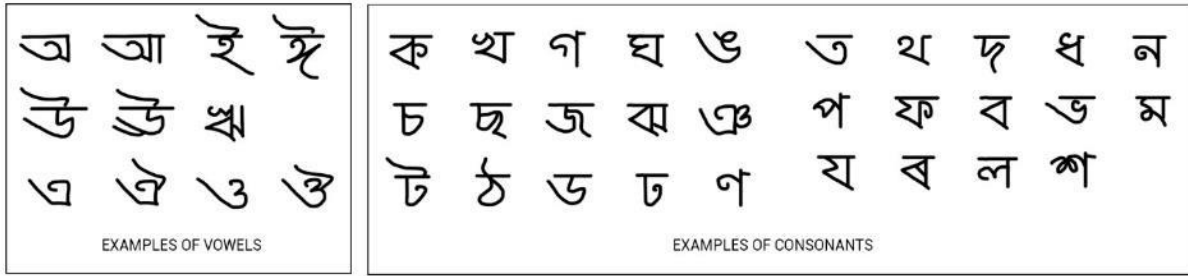 অ আ ই ঈ
উ ঊ ঋ
এ ঐ ও ঔ
EXAMPLES OF VOWELS
ক খ গ ঘ ঙ ত থ দ ধ ন
চ ছ জ ঝ ঞ প ফ ব ভ ম
ট ঠ ড ঢ ণ য ৰ ল শ
EXAMPLES OF CONSONANTS